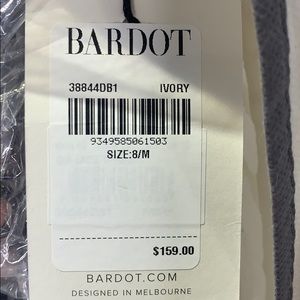 BARDOT
38844DB1 IVORY
9349585061503
SIZE:8/M
$159.00
BARDOT.COM
DESIGNED IN MELBOURNE